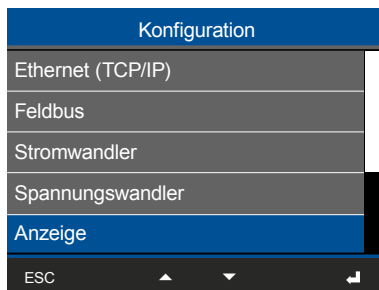 Konfiguration
Ethernet (TCP/IP)
Feldbus
Stromwandler
Spannungswandler
Anzeige
ESC